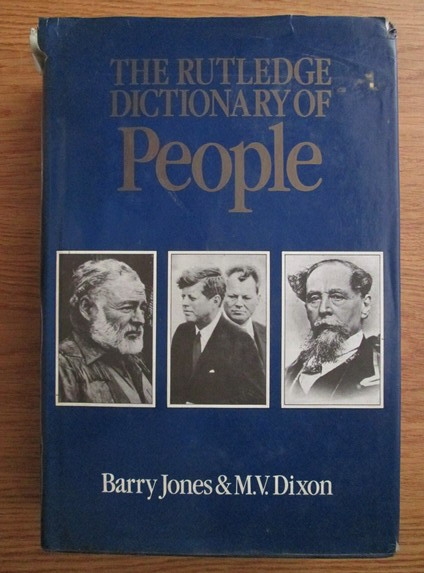 THE RUTLEDGE
DICTIONARY OF
People
Barry Jones & M.V. Dixon